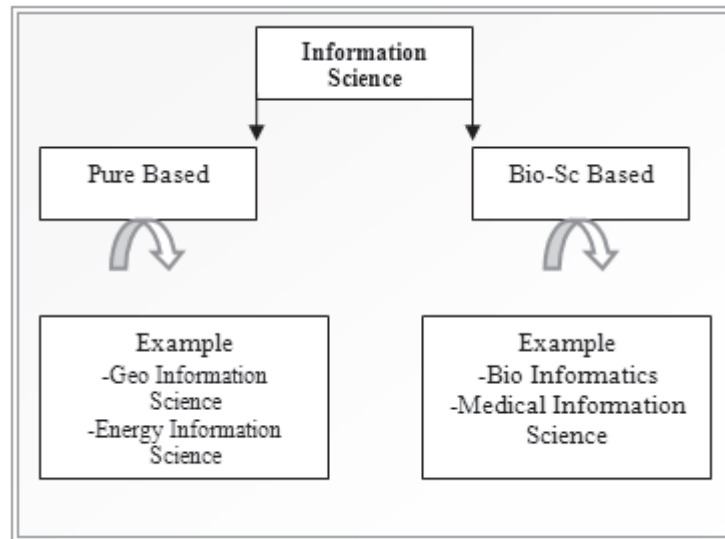 Information
Science
Pure Based
Bio-Sc Based
Example
-Geo Information
Science
-Energy Information
Science
Example
-Bio Informatics
-Medical Information
Science